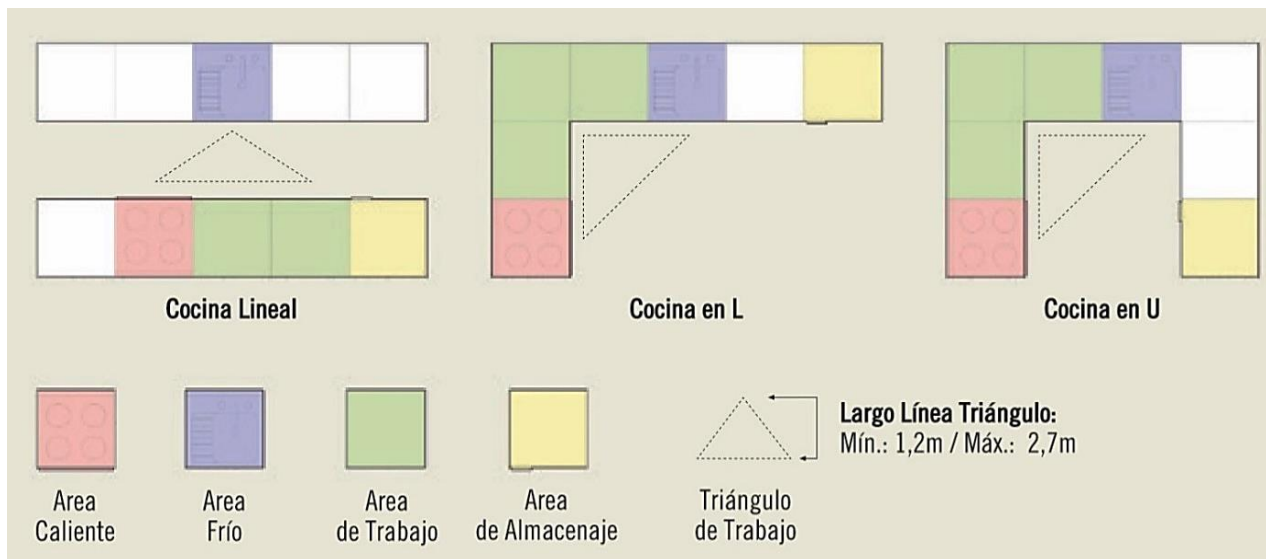 Cocina Lineal
Cocina en L
Cocina en U
Area
Caliente
Area
Frío
Area
de Trabajo
Area
de Almacenaje
Triángulo
de Trabajo
Largo Línea Triángulo:
Mín.: 1,2m / Máx.: 2,7m